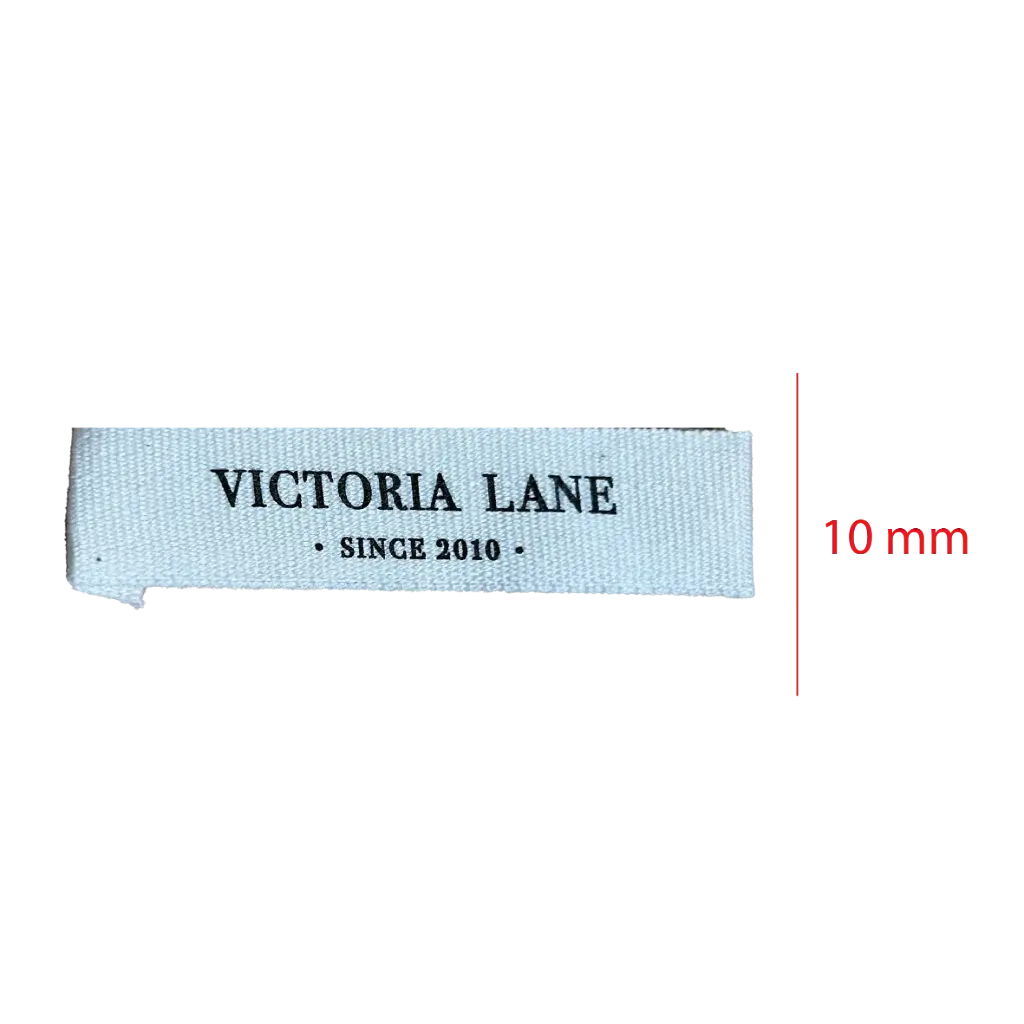 VICTORIA LANE
• SINCE 2010 •
10 mm